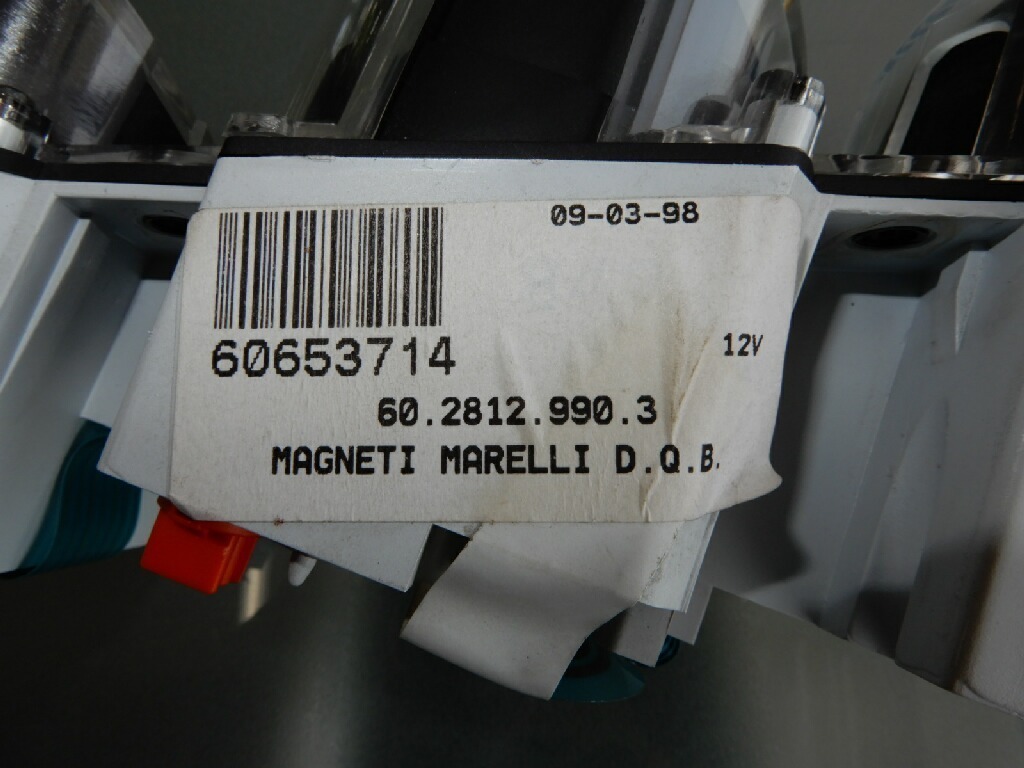 09-03-98
60653714
12V
60.2812.990.3
MAGNETI MARELLI D.Q.B.